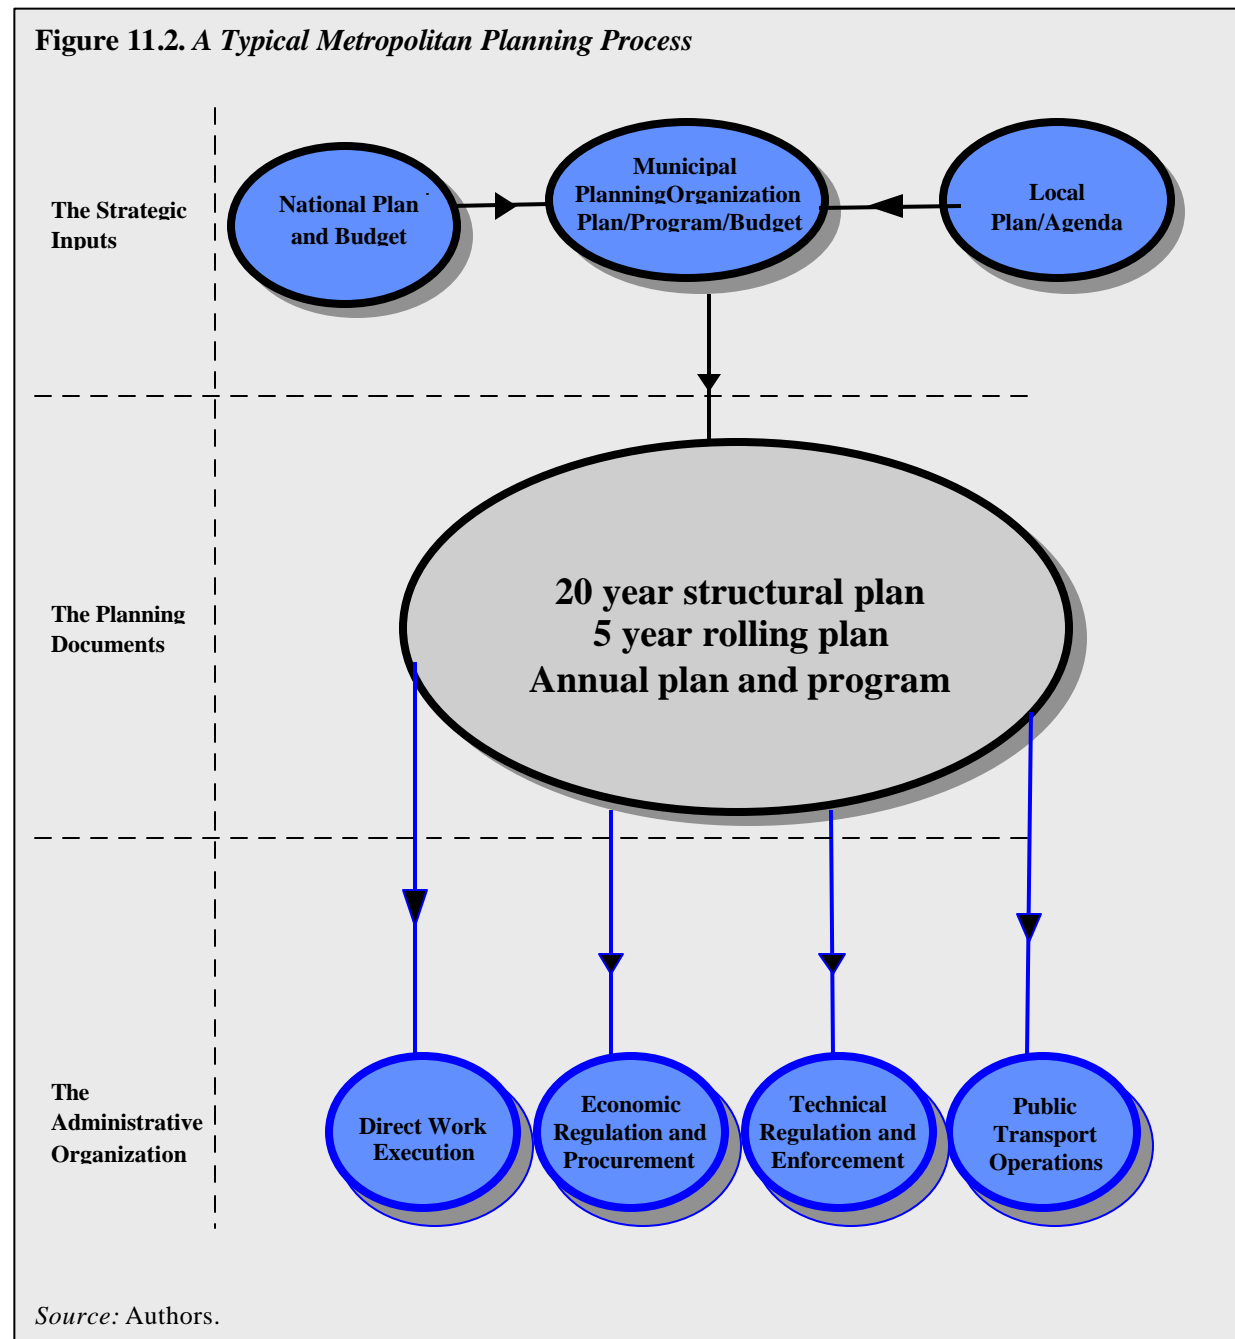 Figure 11.2. A Typical Metropolitan Planning Process
The Strategic
Inputs
National Plan
and Budget
Municipal
PlanningOrganization
Plan/Program/Budget
Local
Plan/Agenda
The Planning
Documents
20 year structural plan
5 year rolling plan
Annual plan and program
The
Administrative
Organization
Direct Work
Execution
Economic
Regulation and
Procurement
Technical
Regulation and
Enforcement
Public
Transport
Operations
Source: Authors.